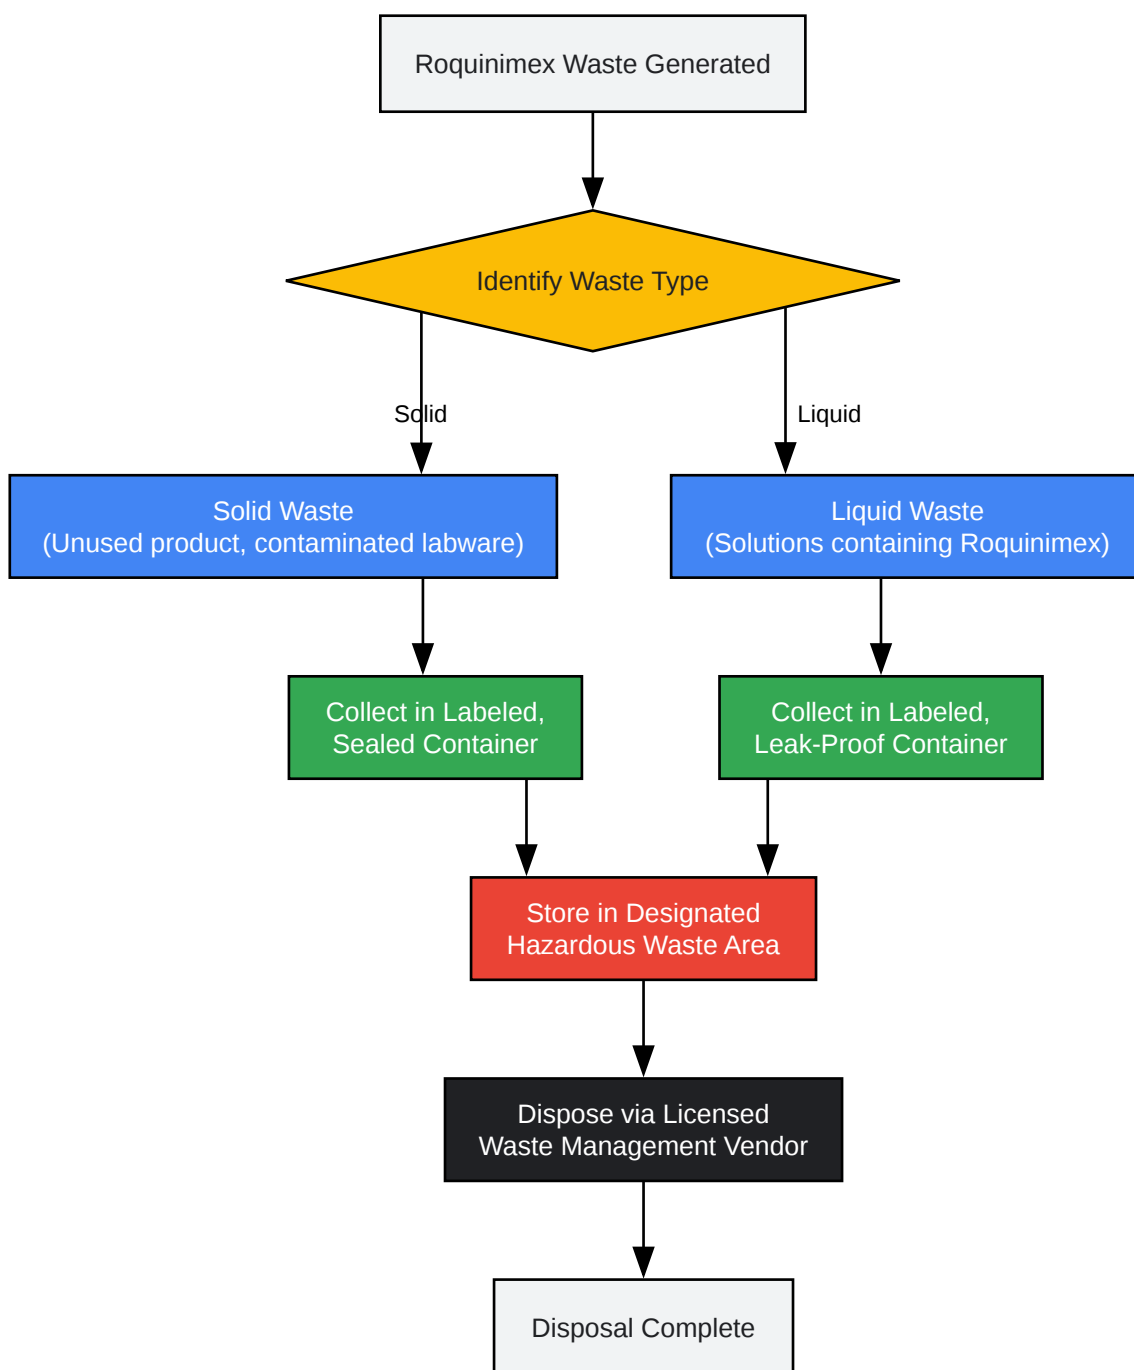 Roquinimex Waste Generated
Identify Waste Type
Solid
Liquid
Solid Waste
(Unused product, contaminated labware)
Liquid Waste
(Solutions containing Roquinimex)
Collect in Labeled,
Sealed Container
Collect in Labeled,
Leak-Proof Container
Store in Designated
Hazardous Waste Area
Dispose via Licensed
Waste Management Vendor
Disposal Complete